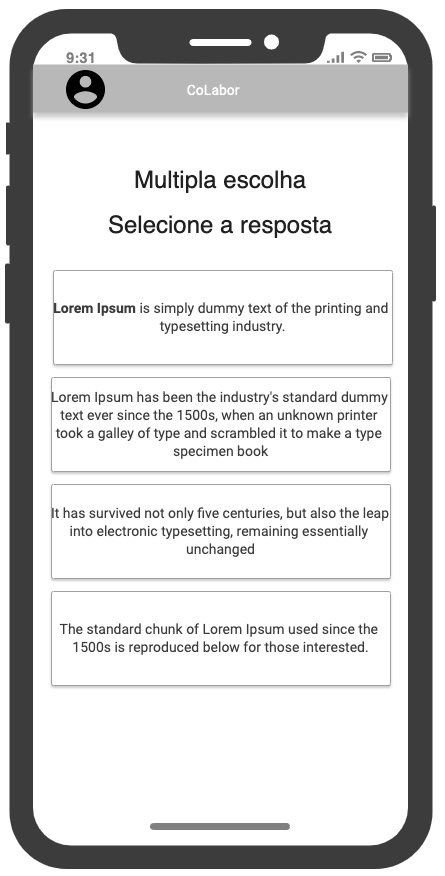 9:31
CoLabor
Multipla escolha
Selecione a resposta
Lorem Ipsum is simply dummy text of the printing and
typesetting industry.
Lorem Ipsum has been the industry's standard dummy
text ever since the 1500s, when an unknown printer
took a galley of type and scrambled it to make a type
specimen book
It has survived not only five centuries, but also the leap
into electronic typesetting, remaining essentially
unchanged
The standard chunk of Lorem Ipsum used since the
1500s is reproduced below for those interested.